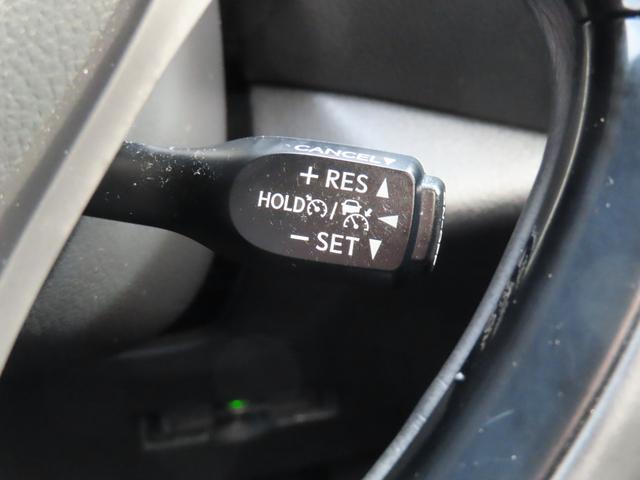 CANCEL▼
+ RES ▲
HOLD / ◀
− SET ▼